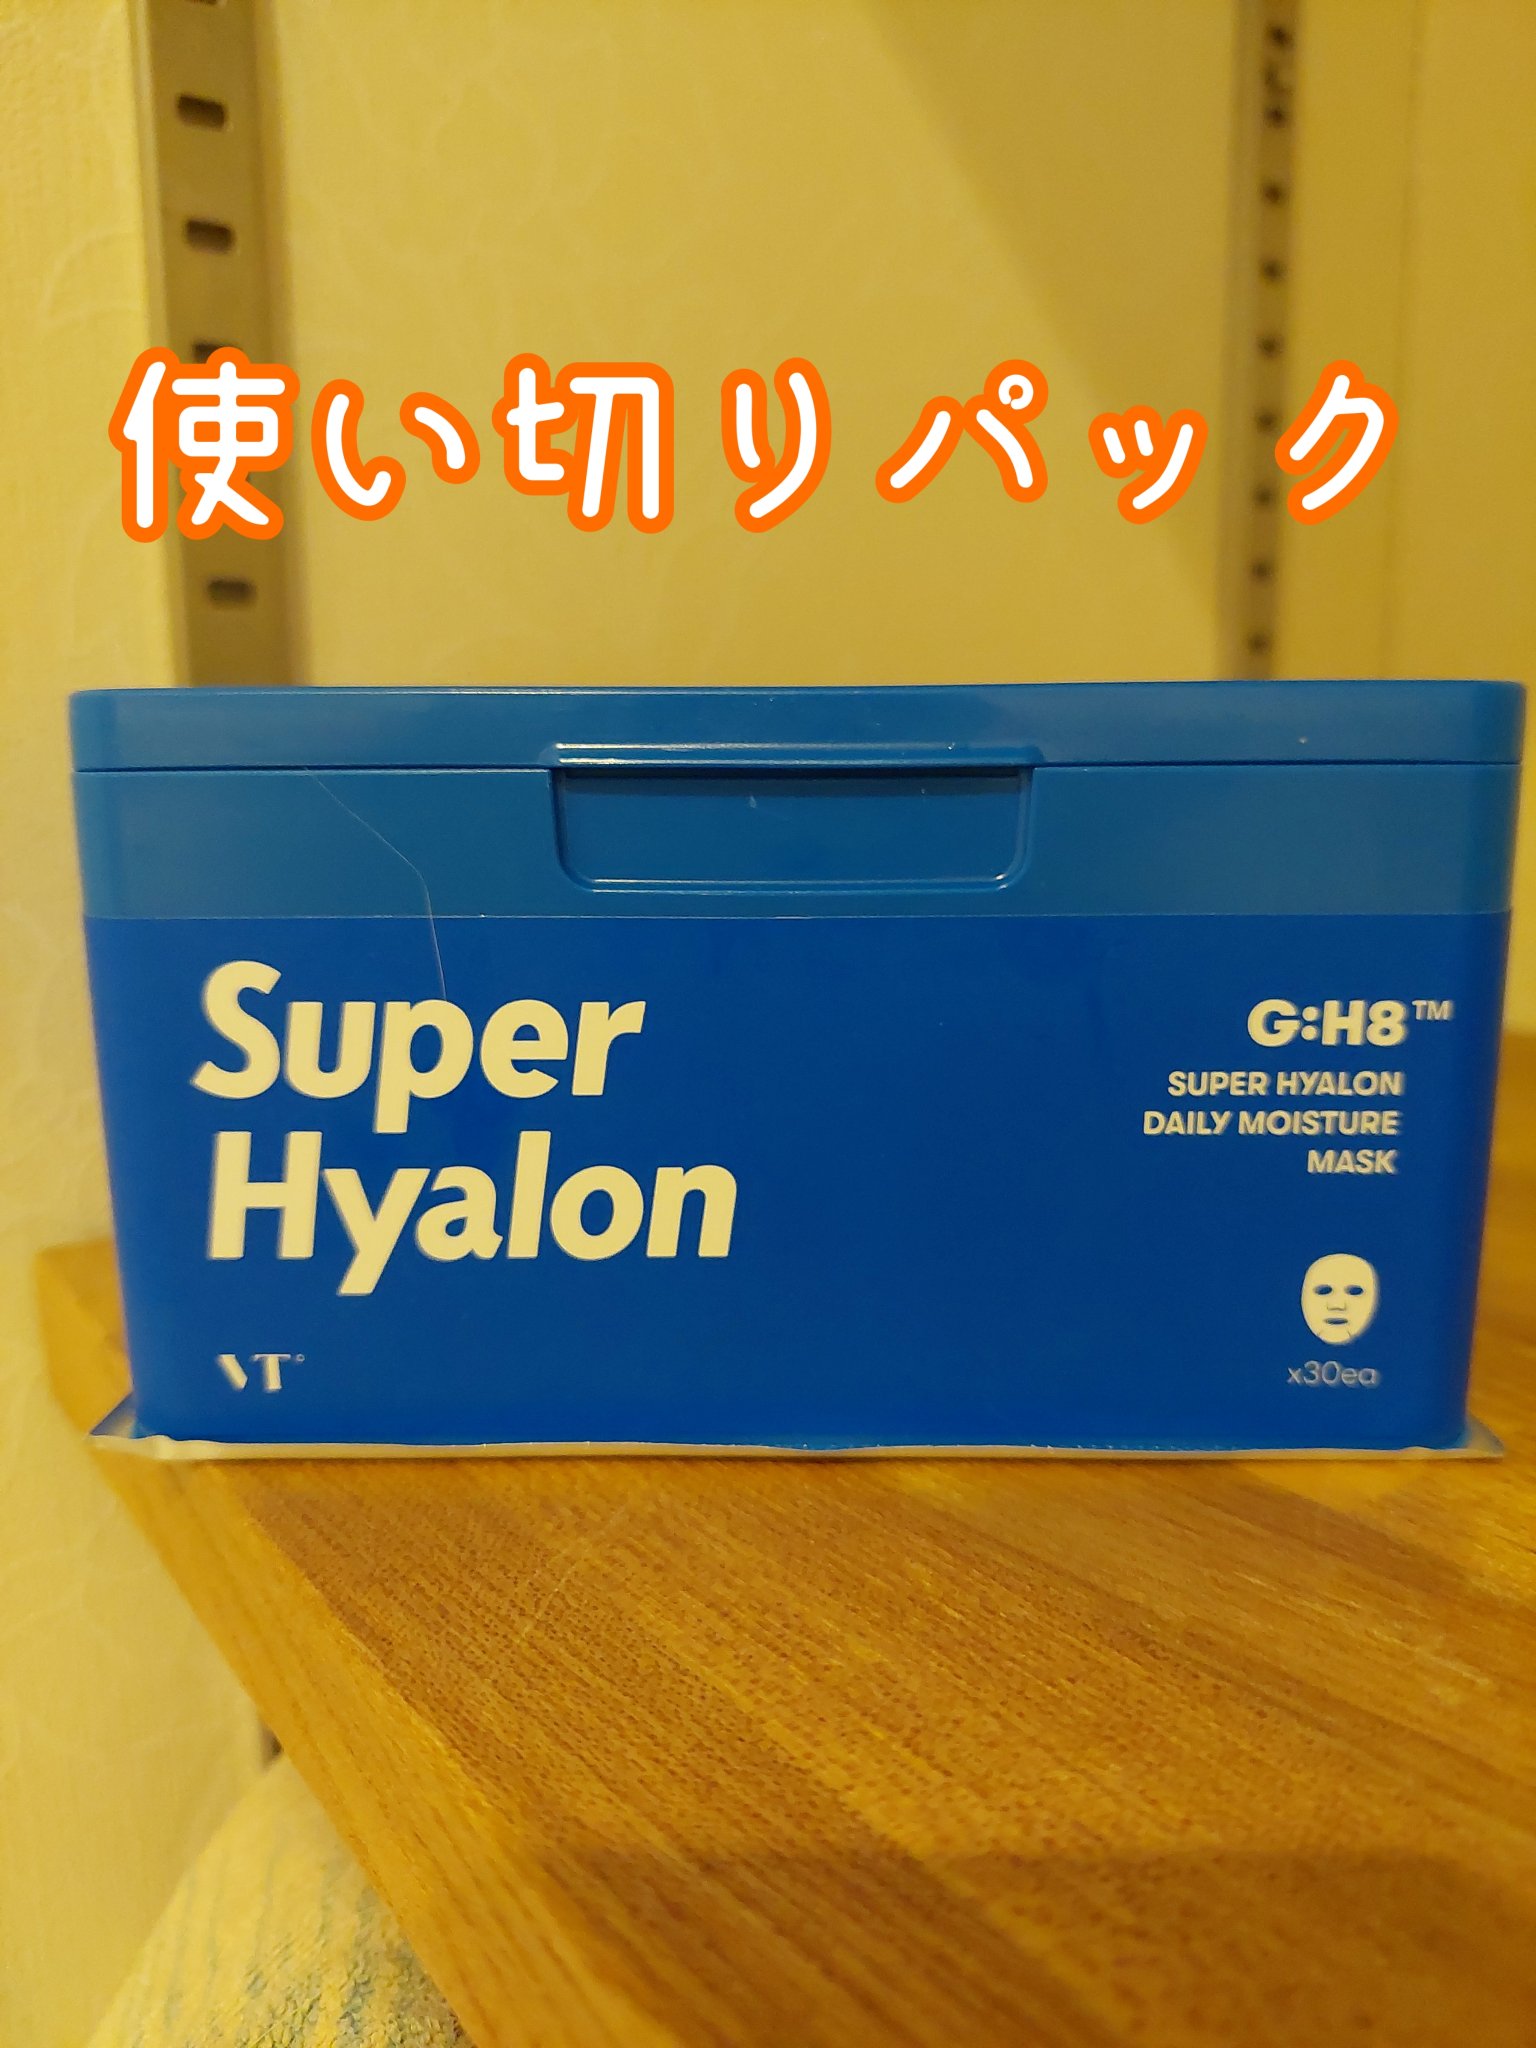 使い切りパック
Super
Hyalon
VT
G:H8™
SUPER HYALON
DAILY MOISTURE
MASK
x30ea